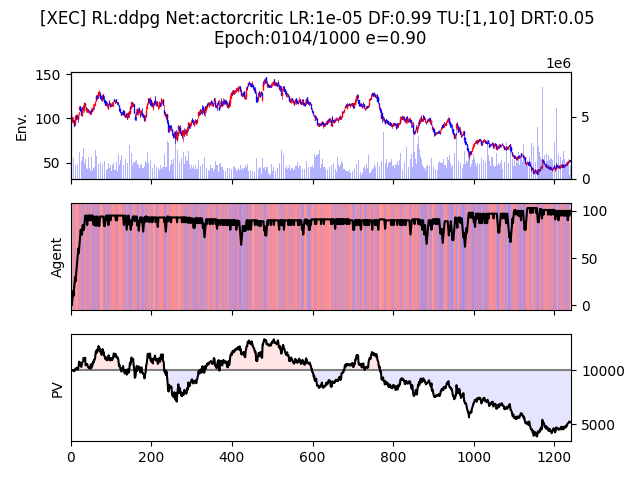 [XEC] RL:ddpg Net:actorcritic LR:1e-05 DF:0.99 TU:[1,10] DRT:0.05
Epoch:0104/1000 e=0.90
1e6
150
100
50
Env.
5
0
Agent
100
50
0
PV
10000
5000
0
200
400
600
800
1000
1200